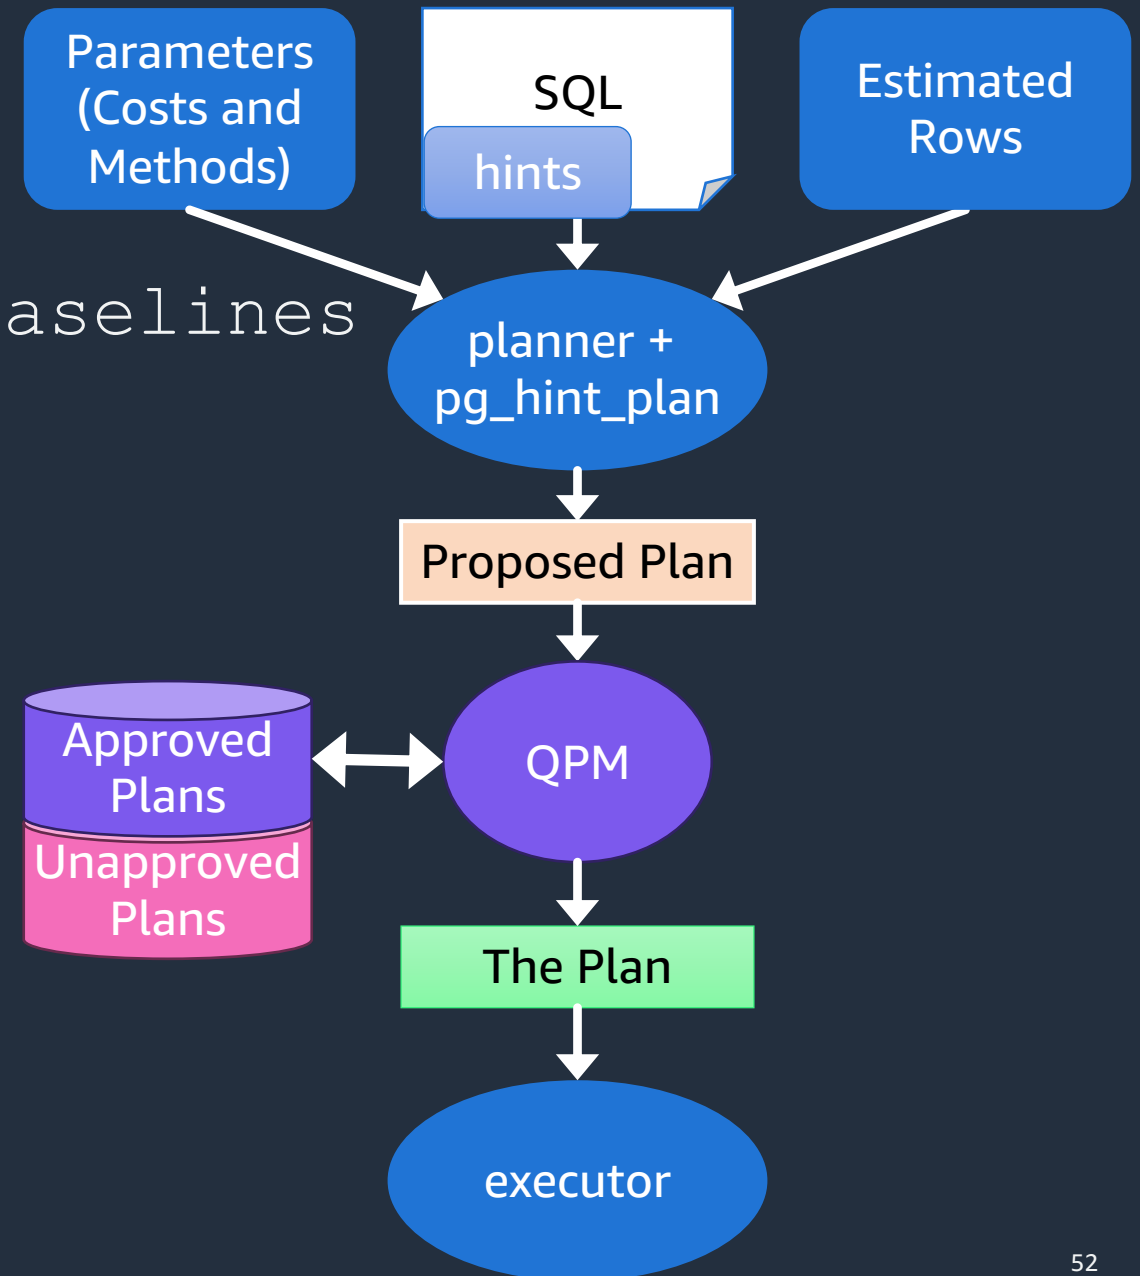 Parameters
(Costs and
Methods)
SQL
hints
Estimated
Rows
aselines
planner +
pg_hint_plan
Proposed Plan
Approved
Plans
QPM
Unapproved
Plans
The Plan
executor
52